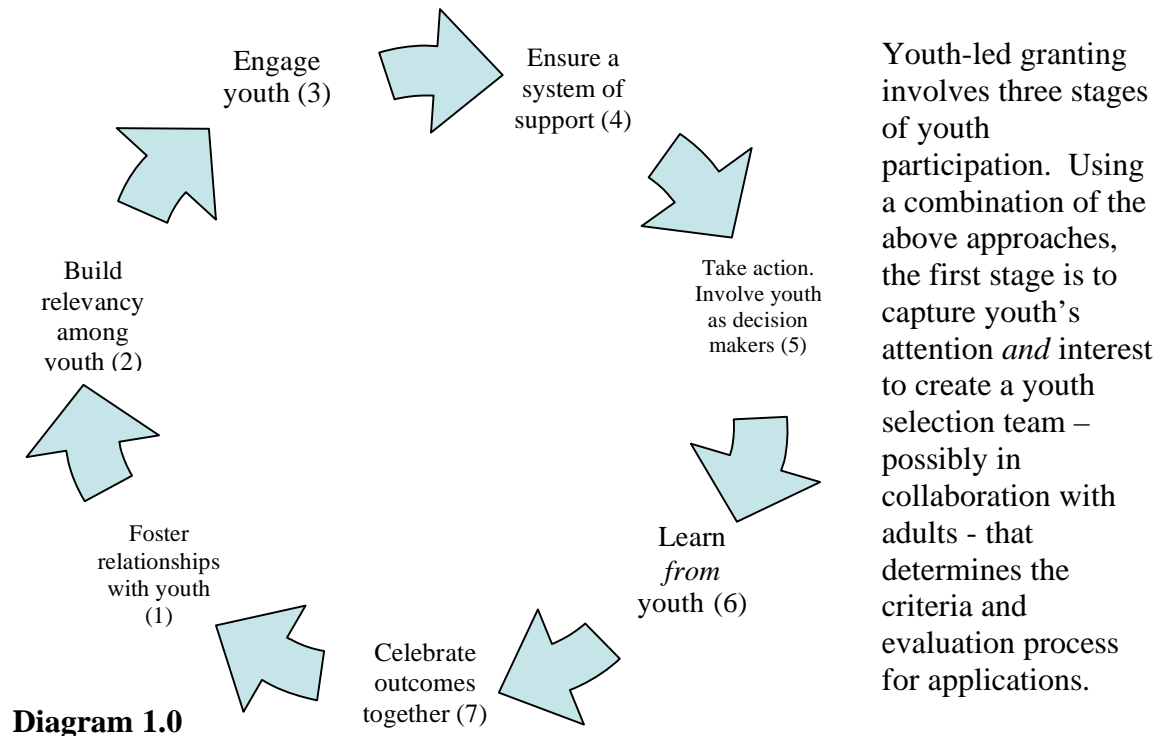 Engage
youth (3)
Ensure a
system of
support (4)
Take action.
Involve youth
as decision
makers (5)
Learn
from
youth (6)
Celebrate
outcomes
together (7)
Foster
relationships
with youth
(1)
Build
relevancy
among
youth (2)
Diagram 1.0
Youth-led granting
involves three stages
of youth
participation.  Using
a combination of the
above approaches,
the first stage is to
capture youth’s
attention and interest
to create a youth
selection team –
possibly in
collaboration with
adults - that
determines the
criteria and
evaluation process
for applications.